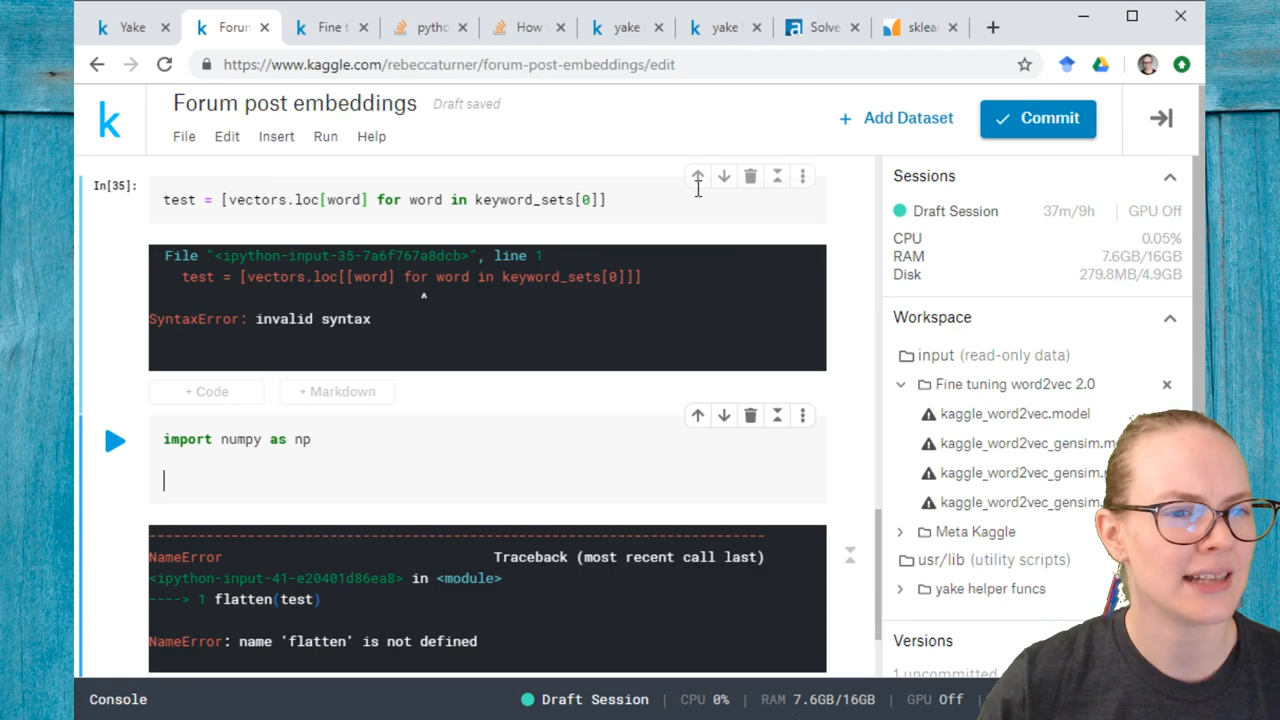 Yake
Forun
Fine t
pytho
How
yake
yake
Solve
sklea
https://www.kaggle.com/rebeccaturner/forum-post-embeddings/edit
k
Forum post embeddings
Draft saved
File Edit Insert Run Help
+ Add Dataset
Commit
In[35]:
test = [vectors.loc[word] for word in keyword_sets[0]]
File "<ipython-input-35-7a6f767a8dcb>", line 1
test = [vectors.loc[[word] for word in keyword_sets[0]]]
^
SyntaxError: invalid syntax
+ Code
+ Markdown
import numpy as np
---------------------------------------------------------------------------
NameError Traceback (most recent call last)
<ipython-input-41-e20401d86ea8> in <module>
----> 1 flatten(test)
NameError: name 'flatten' is not defined
Sessions
Draft Session 37m/9h GPU Off
CPU 0.05%
RAM 7.6GB/16GB
Disk 279.8MB/4.9GB
Workspace
input (read-only data)
Fine tuning word2vec 2.0
kaggle_word2vec.model
kaggle_word2vec_gensim.m
kaggle_word2vec_gensim.
kaggle_word2vec_gensim.
Meta Kaggle
usr/lib (utility scripts)
yake helper funcs
Versions
1 uncommitted
Console
Draft Session | CPU 0% | RAM 7.6GB/16GB | GPU Off